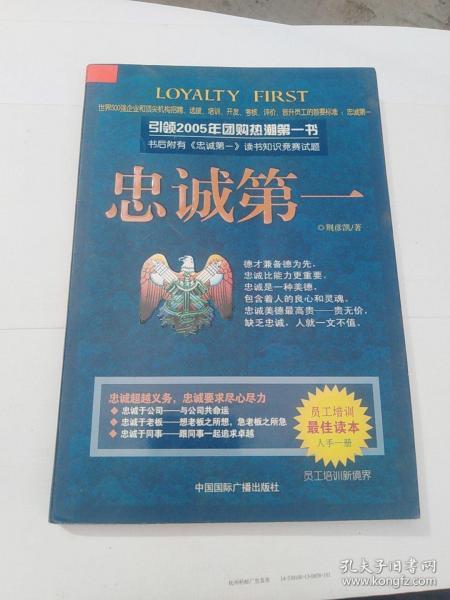 LOYALTY FIRST
世界500强企业和顶尖机构招聘、选拔、培训、开发、考核、评价、晋升员工的首要标准：忠诚第一
引领2005年团购热潮第一书
书后附有《忠诚第一》读书知识竞赛试题
忠诚第一
◎荆彦凯/著
德才兼备德为先，
忠诚比能力更重要。
忠诚是一种美德，
包含着人的良心和灵魂。
忠诚美德最高贵——贵无价，
缺乏忠诚，人就一文不值。
忠诚超越义务，忠诚要求尽心尽力
◆ 忠诚于公司——与公司共命运
◆ 忠诚于老板——想老板之所想，急老板之所急
◆ 忠诚于同事——跟同事一起追求卓越
员工培训
最佳读本
人手一册
员工培训新境界
中国国际广播出版社
孔夫子旧书网
www.kongfz.com